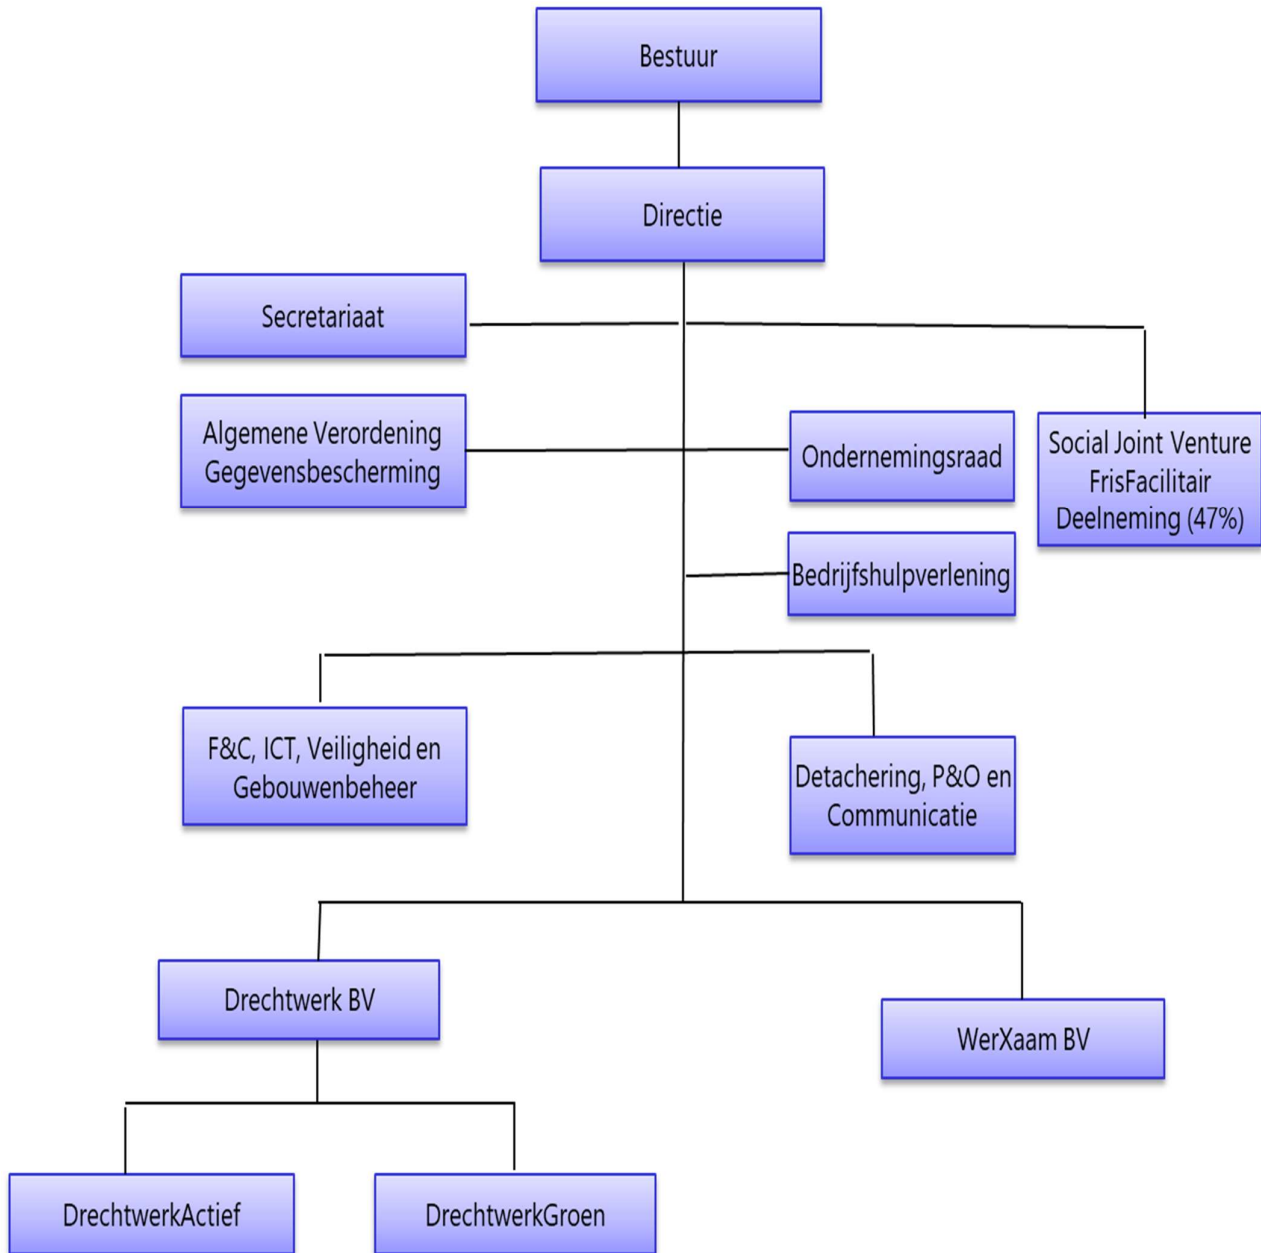 Bestuur
Directie
Secretariaat
Algemene Verordening
Gegevensbescherming
Ondernemingsraad
Social Joint Venture
FrisFacilitair
Deelneming (47%)
Bedrijfshulpverlening
F&C, ICT, Veiligheid en
Gebouwenbeheer
Detachering, P&O en
Communicatie
Drechtwerk BV
WerXaam BV
DrechtwerkActief
DrechtwerkGroen